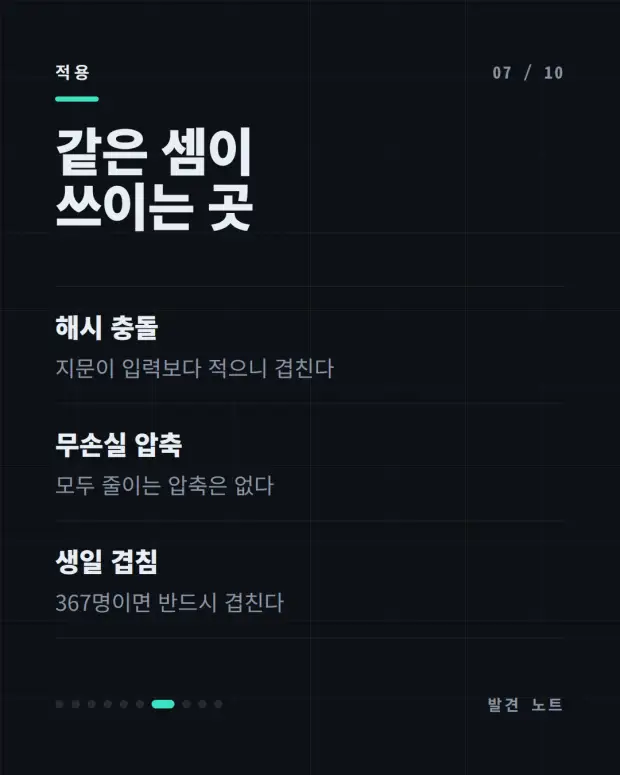 적용
07 / 10
같은 셈이
쓰이는 곳
해시 충돌
지문이 입력보다 적으니 겹친다
무손실 압축
모두 줄이는 압축은 없다
생일 겹침
367명이면 반드시 겹친다
발견 노트